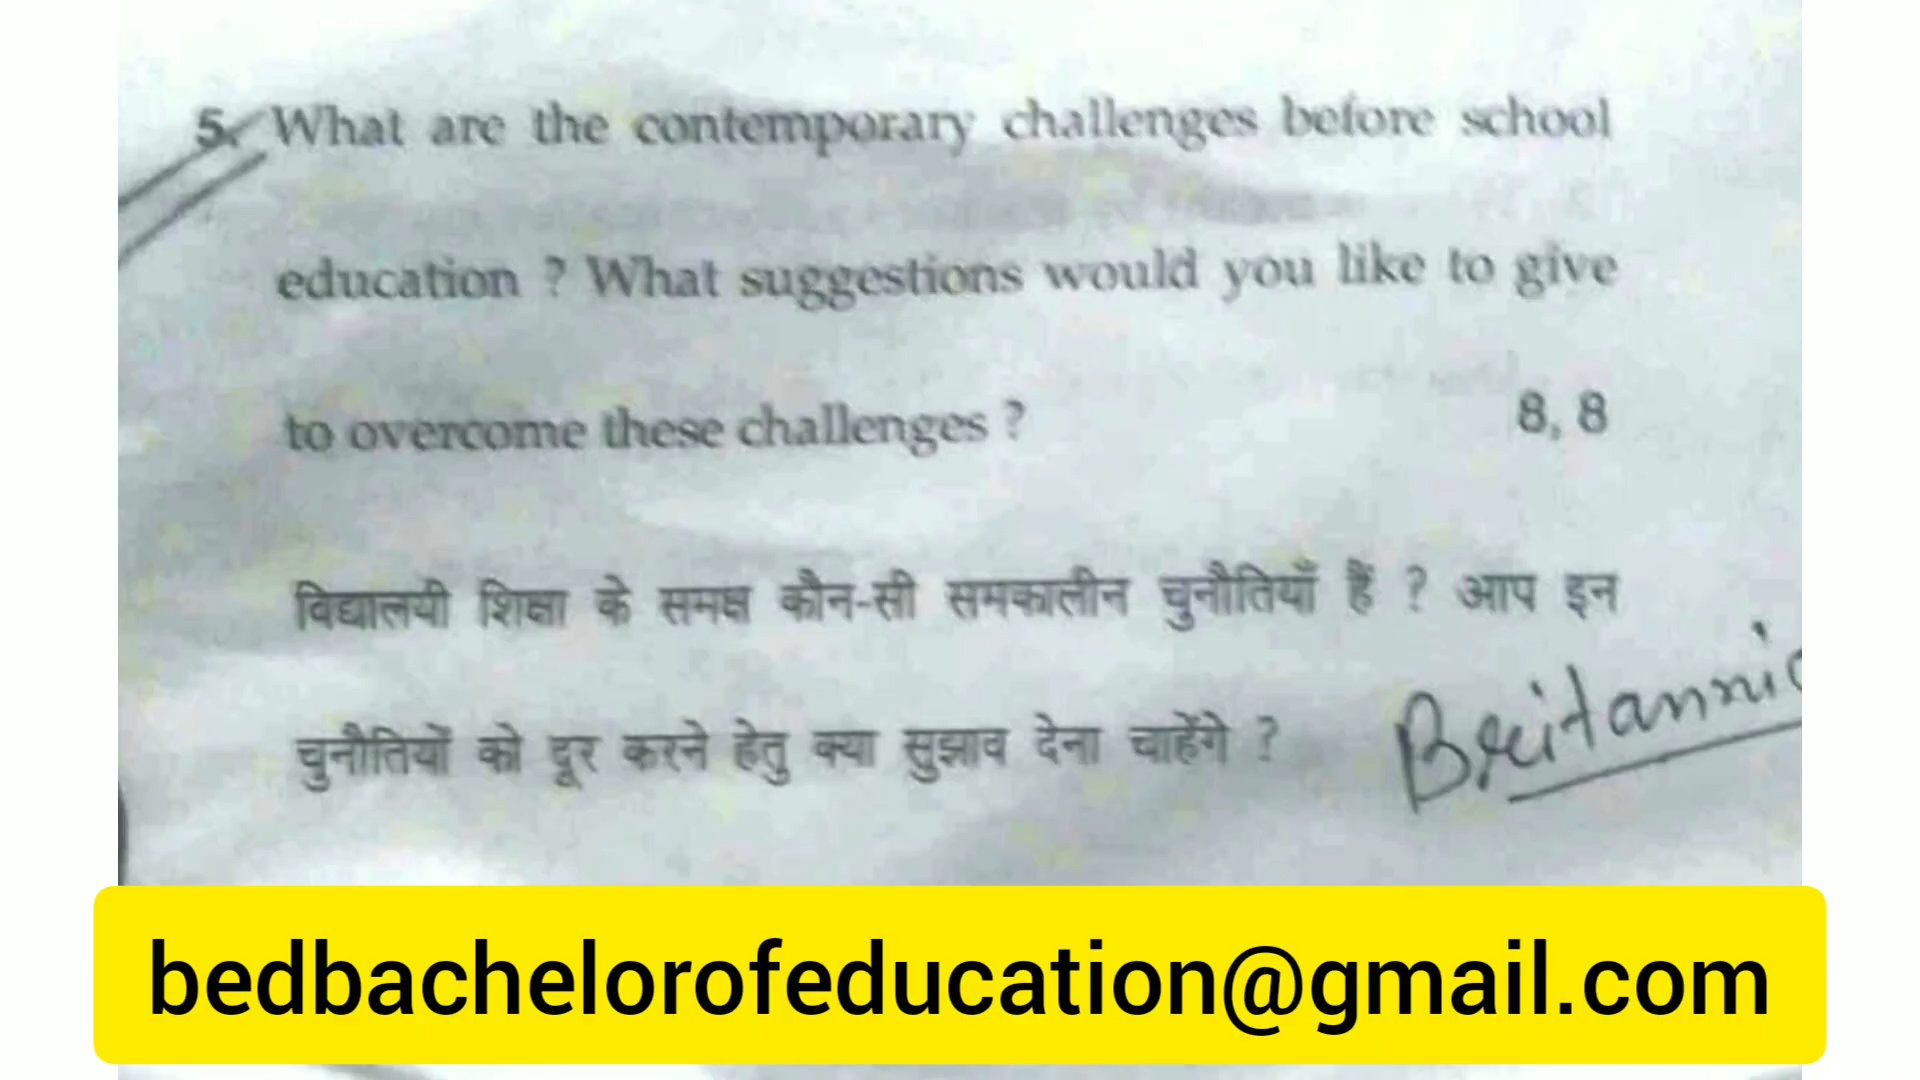 5. What are the contemporary challenges before school
education ? What suggestions would you like to give
to overcome these challenges ? 8, 8
विद्यालयी शिक्षा के समक्ष कौन-सी समकालीन चुनौतियाँ हैं ? आप इन
चुनौतियों को दूर करने हेतु क्या सुझाव देना चाहेंगे ?
bedbachelorofeducation@gmail.com